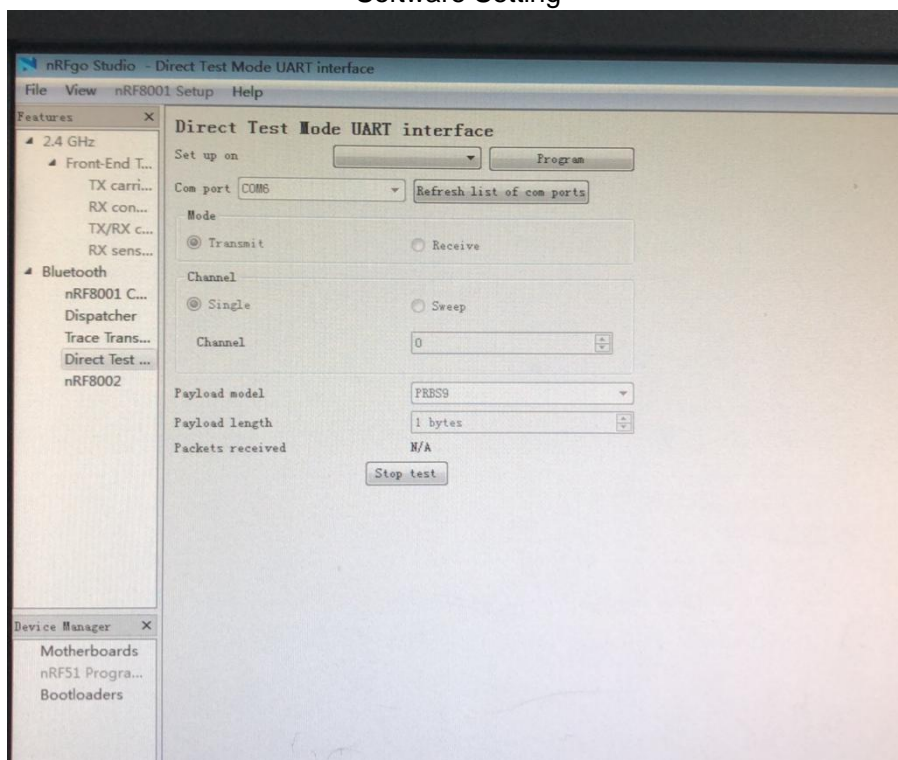 Software Setting
nRFgo Studio - Direct Test Mode UART interface
File View nRF8001 Setup Help
Features X
2.4 GHz
Front-End T...
TX carri...
RX con...
TX/RX c...
RX sens...
Bluetooth
nRF8001 C...
Dispatcher
Trace Trans...
Direct Test ...
nRF8002
Direct Test Mode UART interface
Set up on Program
Com port COM6 Refresh list of com ports
Mode
Transmit Receive
Channel
Single Sweep
Channel 0
Payload model PRBS9
Payload length 1 bytes
Packets received N/A
Stop test
Device Manager X
Motherboards
nRF51 Progra...
Bootloaders